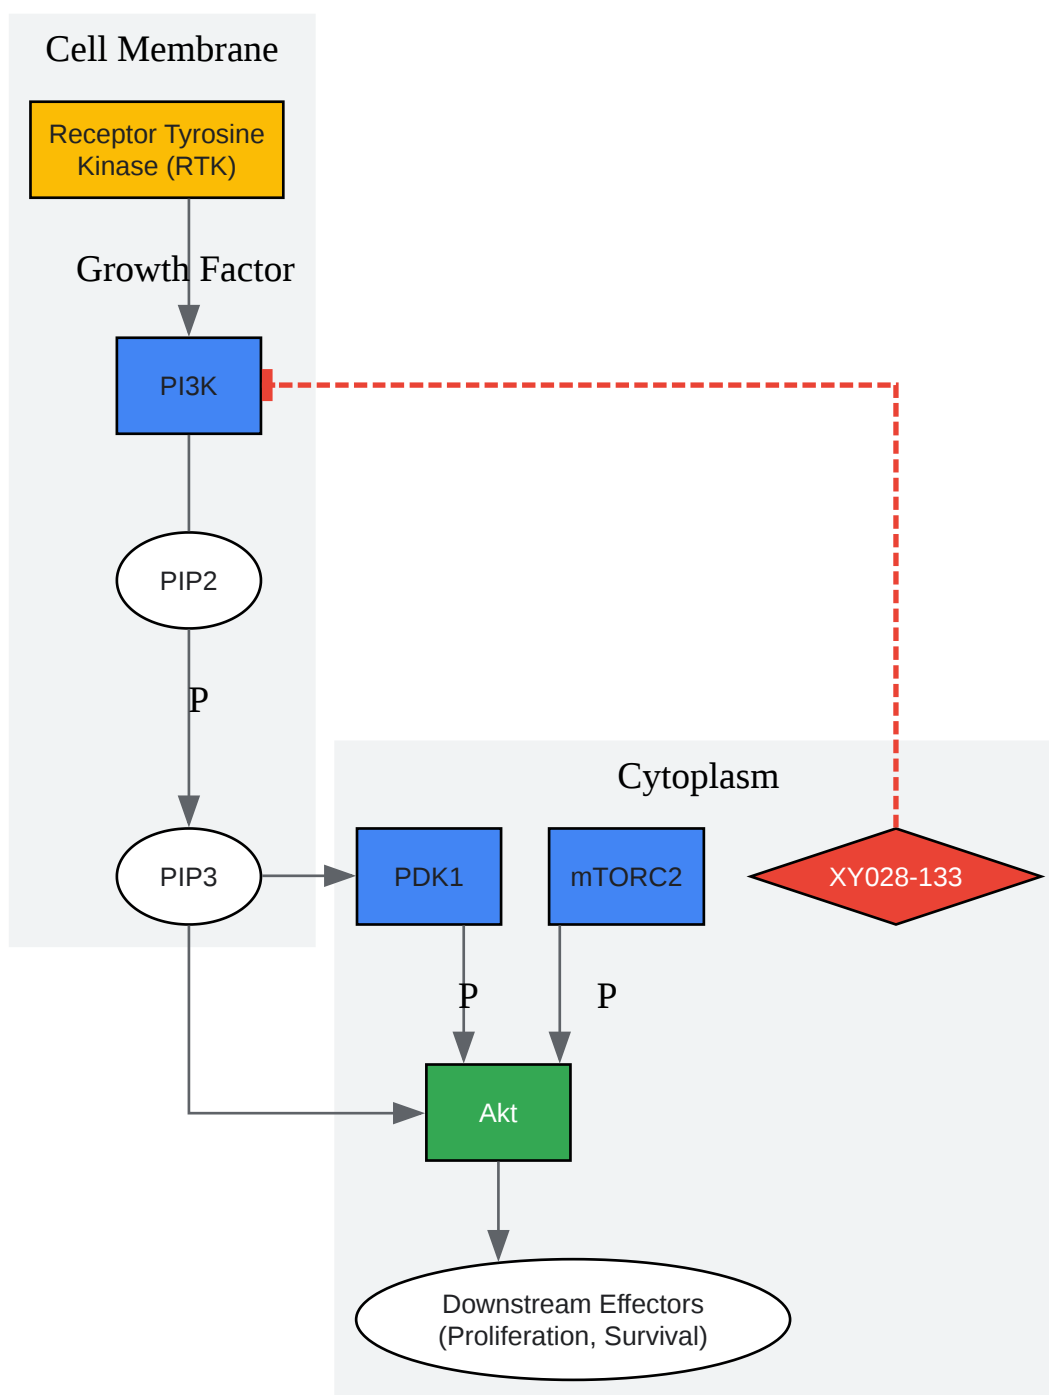 Cell Membrane
Receptor Tyrosine
Kinase (RTK)
Growth Factor
PI3K
PIP2
P
Cytoplasm
PIP3
PDK1
mTORC2
XY028-133
P
P
Akt
Downstream Effectors
(Proliferation, Survival)